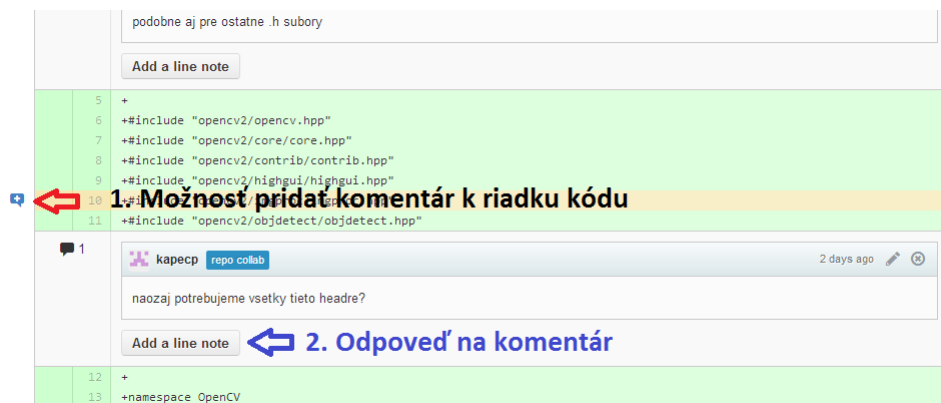 podobne aj pre ostatne .h subory
Add a line note
5 +
6 +#include "opencv2/opencv.hpp"
7 +#include "opencv2/core/core.hpp"
8 +#include "opencv2/contrib/contrib.hpp"
9 +#include "opencv2/highgui/highgui.hpp"
1. Možnosť pridať komentár k riadku kódu
10
11 +#include "opencv2/objdetect/objdetect.hpp"
1
kapecp repo collab 2 days ago
naozaj potrebujeme vsetky tieto headre?
Add a line note 2. Odpoveď na komentár
12 +
13 +namespace OpenCV